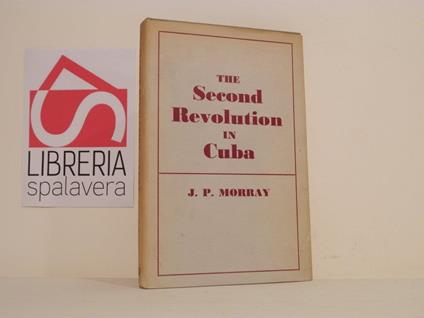 LIBRERIA
spalavera
THE
Second
Revolution
IN
Cuba
J. P. MORRAY